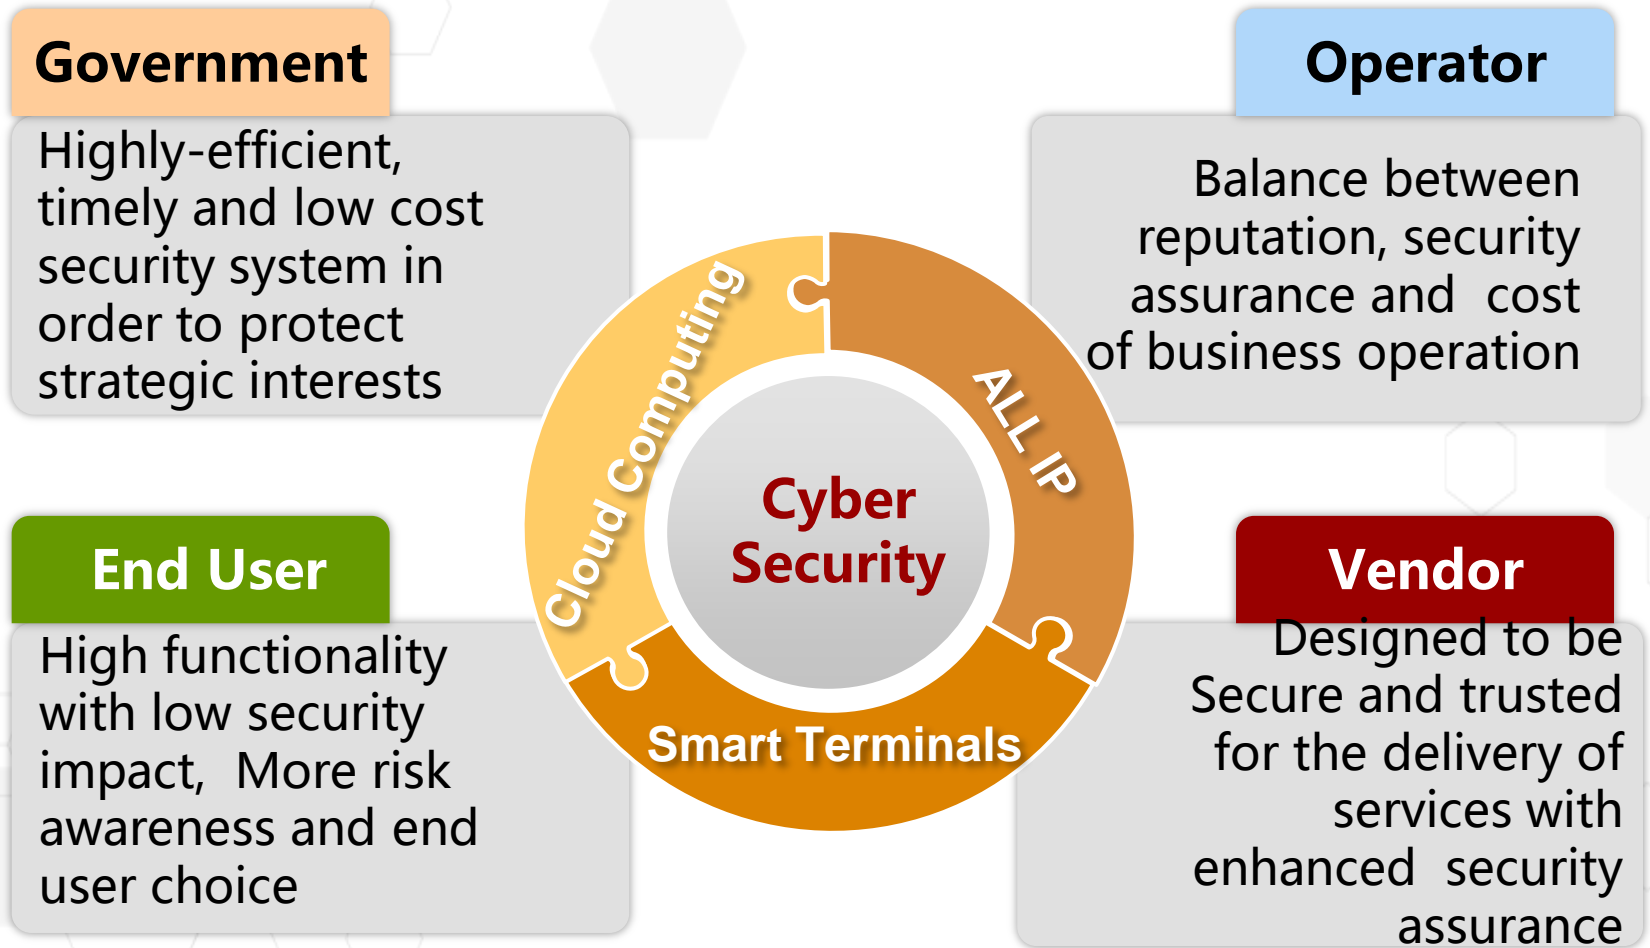 Government
Highly-efficient,
timely and low cost
security system in
order to protect
strategic interests
Operator
Balance between
reputation, security
assurance and  cost
of business operation
Cloud Computing
ALL IP
Smart Terminals
Cyber
Security
End User
High functionality
with low security
impact,  More risk
awareness and end
user choice
Vendor
Designed to be
Secure and trusted
for the delivery of
services with
enhanced  security
assurance